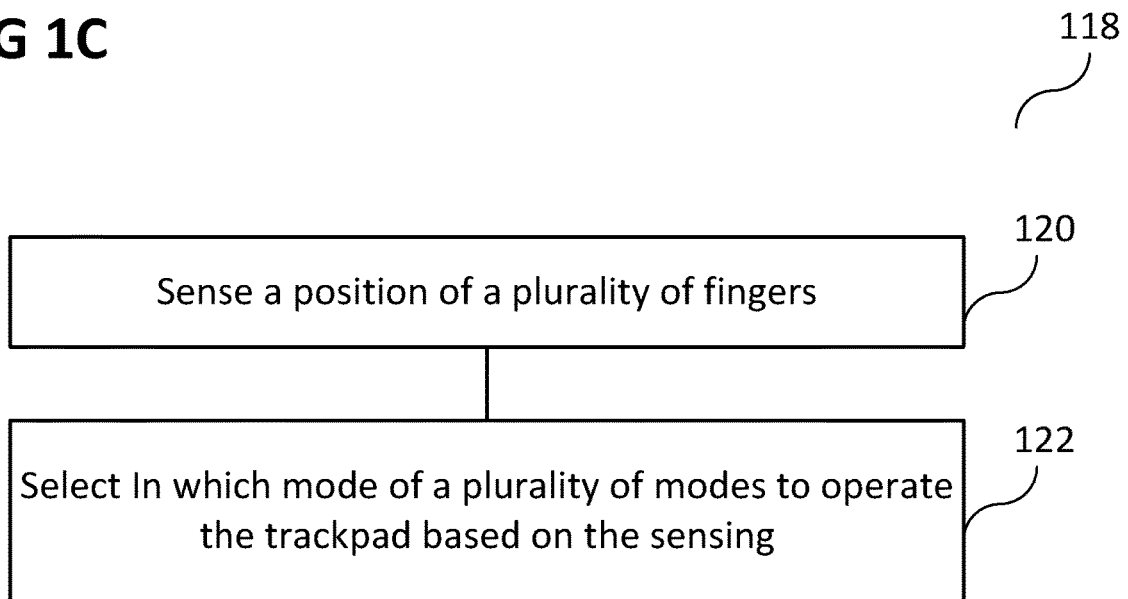 G 1C
118
120
Sense a position of a plurality of fingers
122
Select In which mode of a plurality of modes to operate
the trackpad based on the sensing